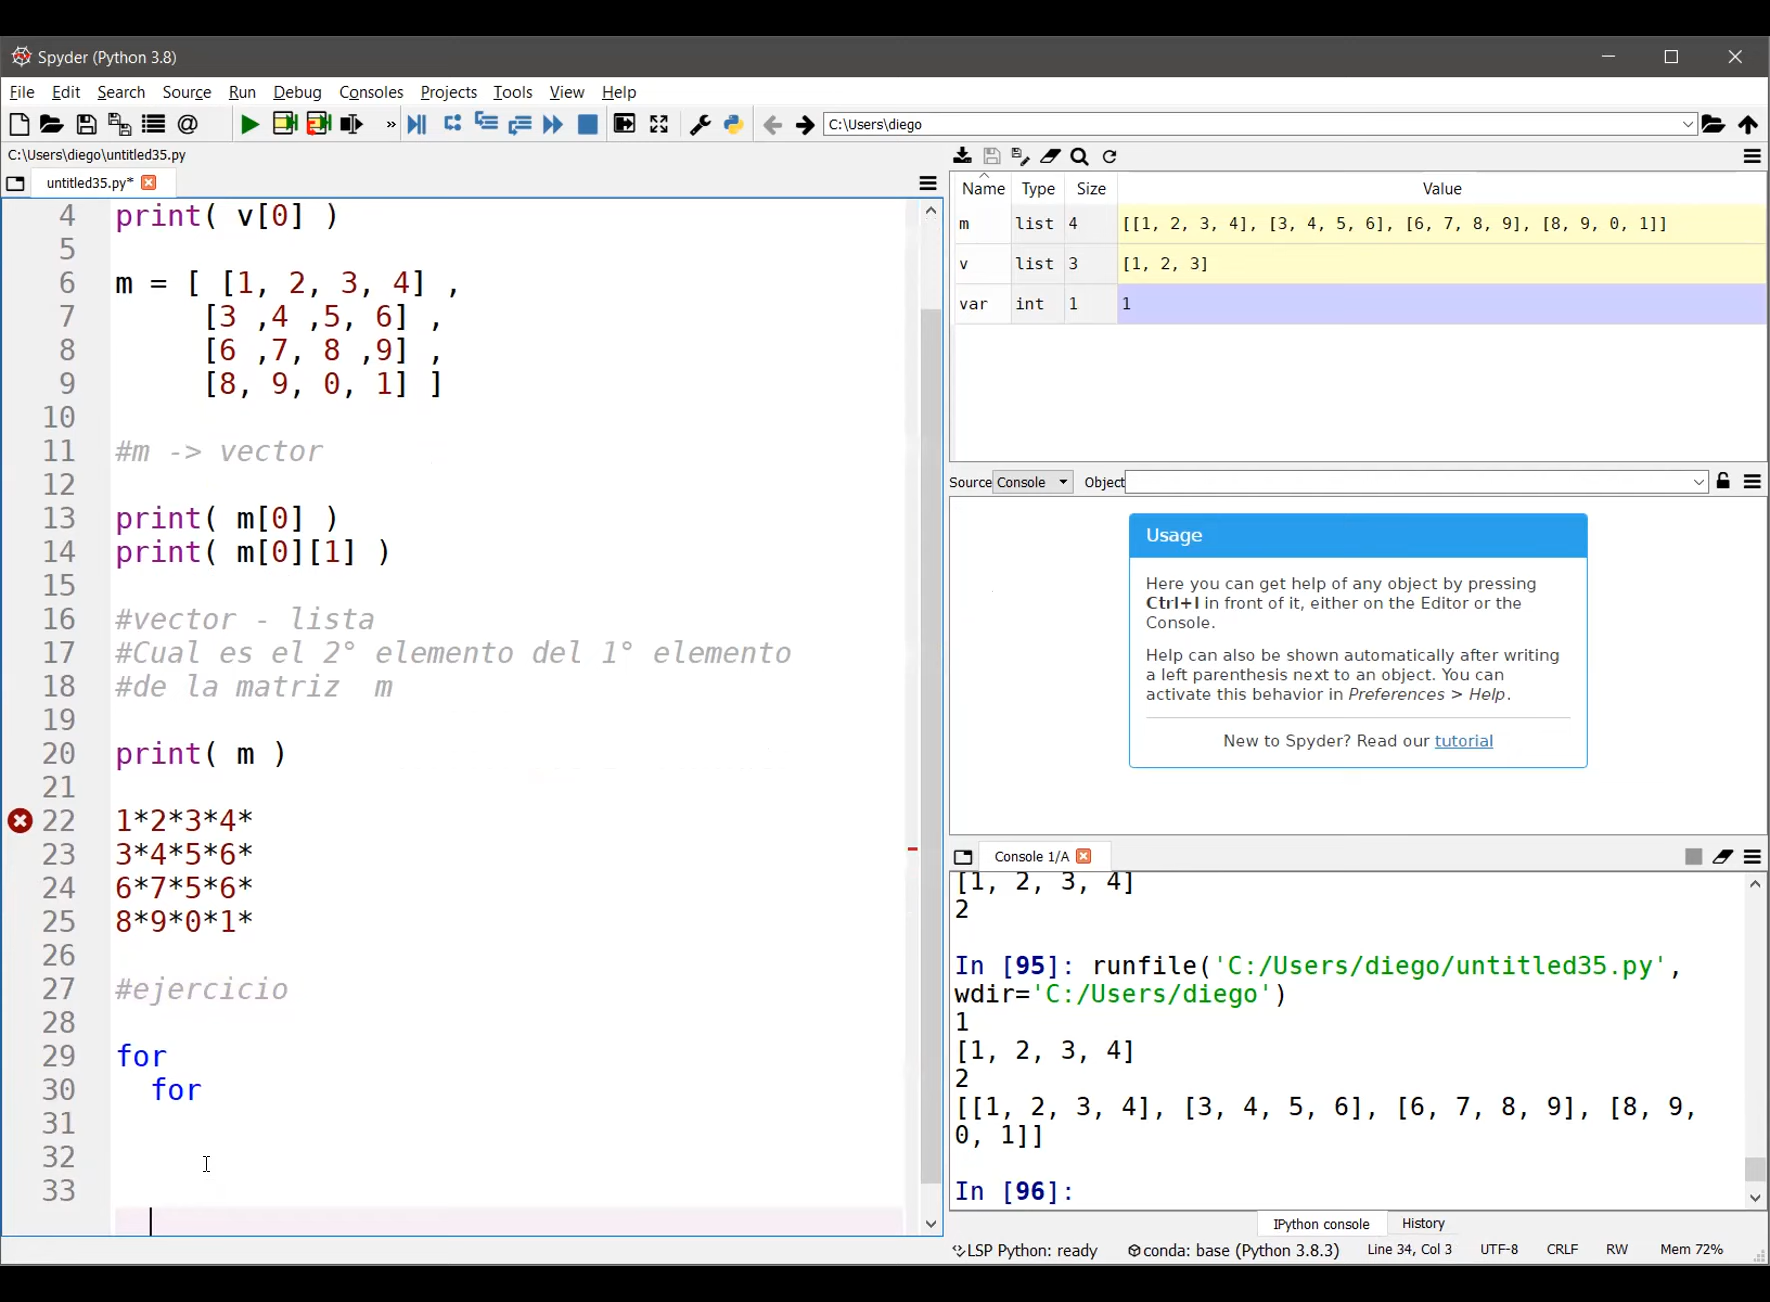 Spyder (Python 3.8)
File Edit Search Source Run Debug Consoles Projects Tools View Help
C:\Users\diego
C:\Users\diego\untitled35.py
untitled35.py*
4 print( v[0] )
5
6 m = [ [1, 2, 3, 4] ,
7 [3 ,4 ,5, 6] ,
8 [6 ,7, 8 ,9] ,
9 [8, 9, 0, 1] ]
10
11 #m -> vector
12
13 print( m[0] )
14 print( m[0][1] )
15
16 #vector - lista
17 #Cual es el 2° elemento del 1° elemento
18 #de la matriz  m
19
20 print( m )
21
22 1*2*3*4*
23 3*4*5*6*
24 6*7*5*6*
25 8*9*0*1*
26
27 #ejercicio
28
29 for
30 for
31
32
33
Name Type Size Value
m list 4 [[1, 2, 3, 4], [3, 4, 5, 6], [6, 7, 8, 9], [8, 9, 0, 1]]
v list 3 [1, 2, 3]
var int 1 1
Source Console Object
Usage
Here you can get help of any object by pressing
Ctrl+I in front of it, either on the Editor or the
Console.
Help can also be shown automatically after writing
a left parenthesis next to an object. You can
activate this behavior in Preferences > Help.
New to Spyder? Read our tutorial
Console 1/A
[1, 2, 3, 4]
2
In [95]: runfile('C:/Users/diego/untitled35.py',
wdir='C:/Users/diego')
1
[1, 2, 3, 4]
2
[[1, 2, 3, 4], [3, 4, 5, 6], [6, 7, 8, 9], [8, 9,
0, 1]]
In [96]:
IPython console History
LSP Python: ready conda: base (Python 3.8.3) Line 34, Col 3 UTF-8 CRLF RW Mem 72%